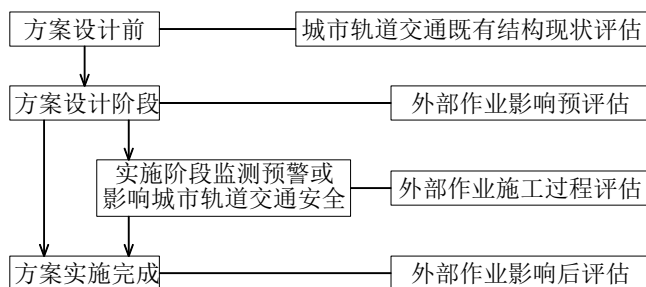 方案设计前
城市轨道交通既有结构现状评估
方案设计阶段
外部作业影响预评估
实施阶段监测预警或
影响城市轨道交通安全
外部作业施工过程评估
方案实施完成
外部作业影响后评估